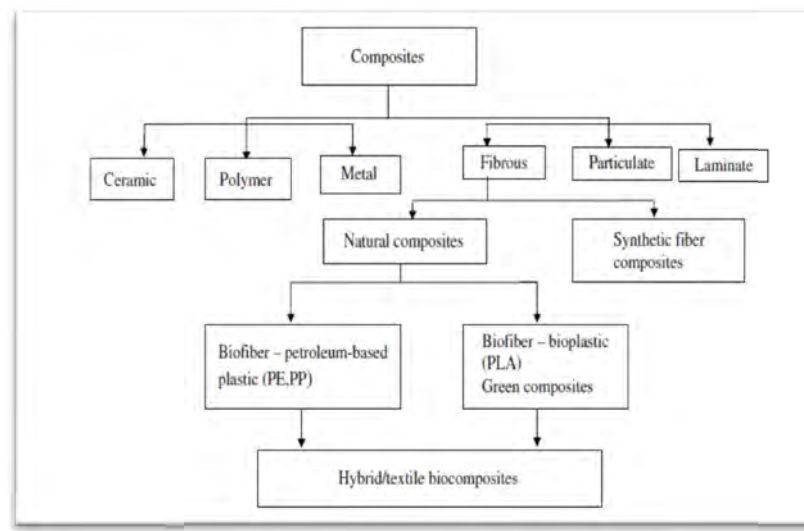 Composites
Ceramic
Polymer
Metal
Fibrous
Particulate
Laminate
Natural composites
Synthetic fiber
composites
Biofiber – petroleum-based
plastic (PE,PP)
Biofiber – bioplastic
(PLA)
Green composites
Hybrid/textile biocomposites